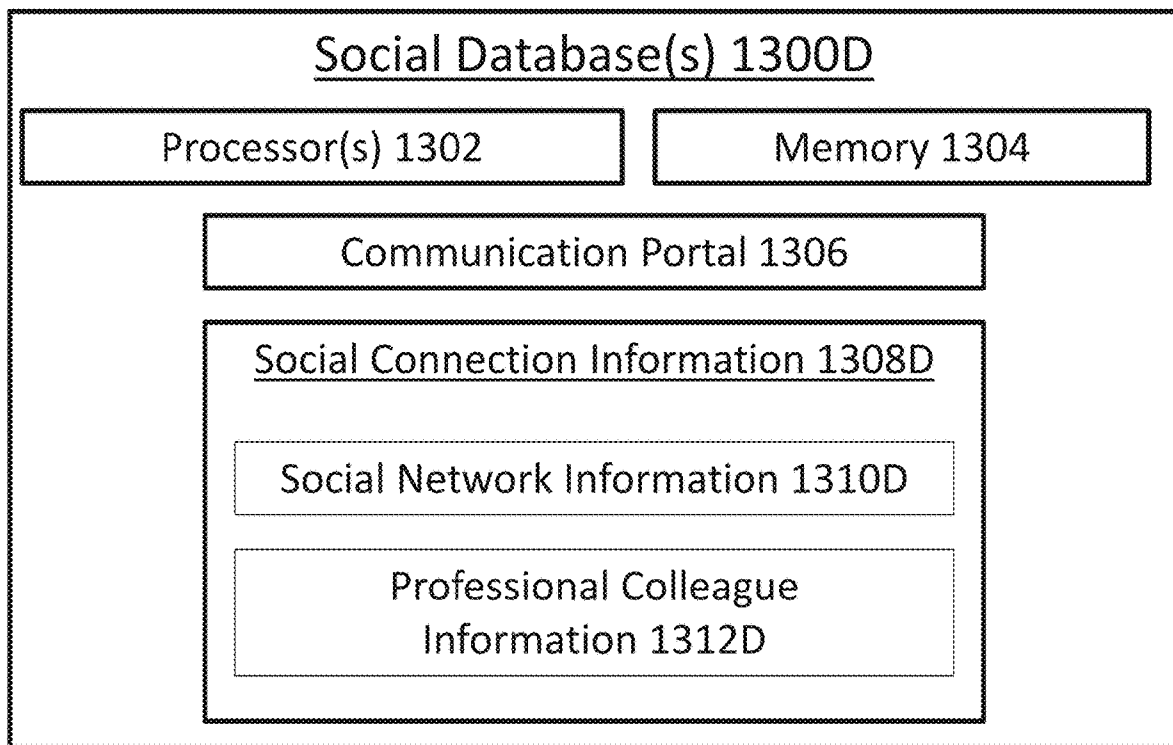 Social Database(s) 1300D
Processor(s) 1302
Memory 1304
Communication Portal 1306
Social Connection Information 1308D
Social Network Information 1310D
Professional Colleague
Information 1312D